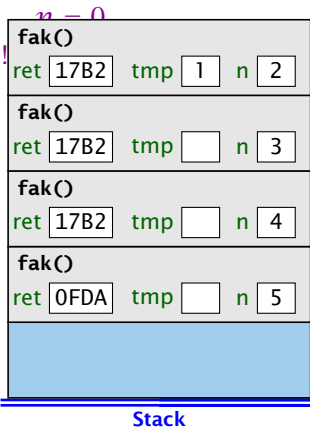 n = 0
!
fak()
ret 17B2 tmp 1 n 2
fak()
ret 17B2 tmp n 3
fak()
ret 17B2 tmp n 4
fak()
ret 0FDA tmp n 5
Stack